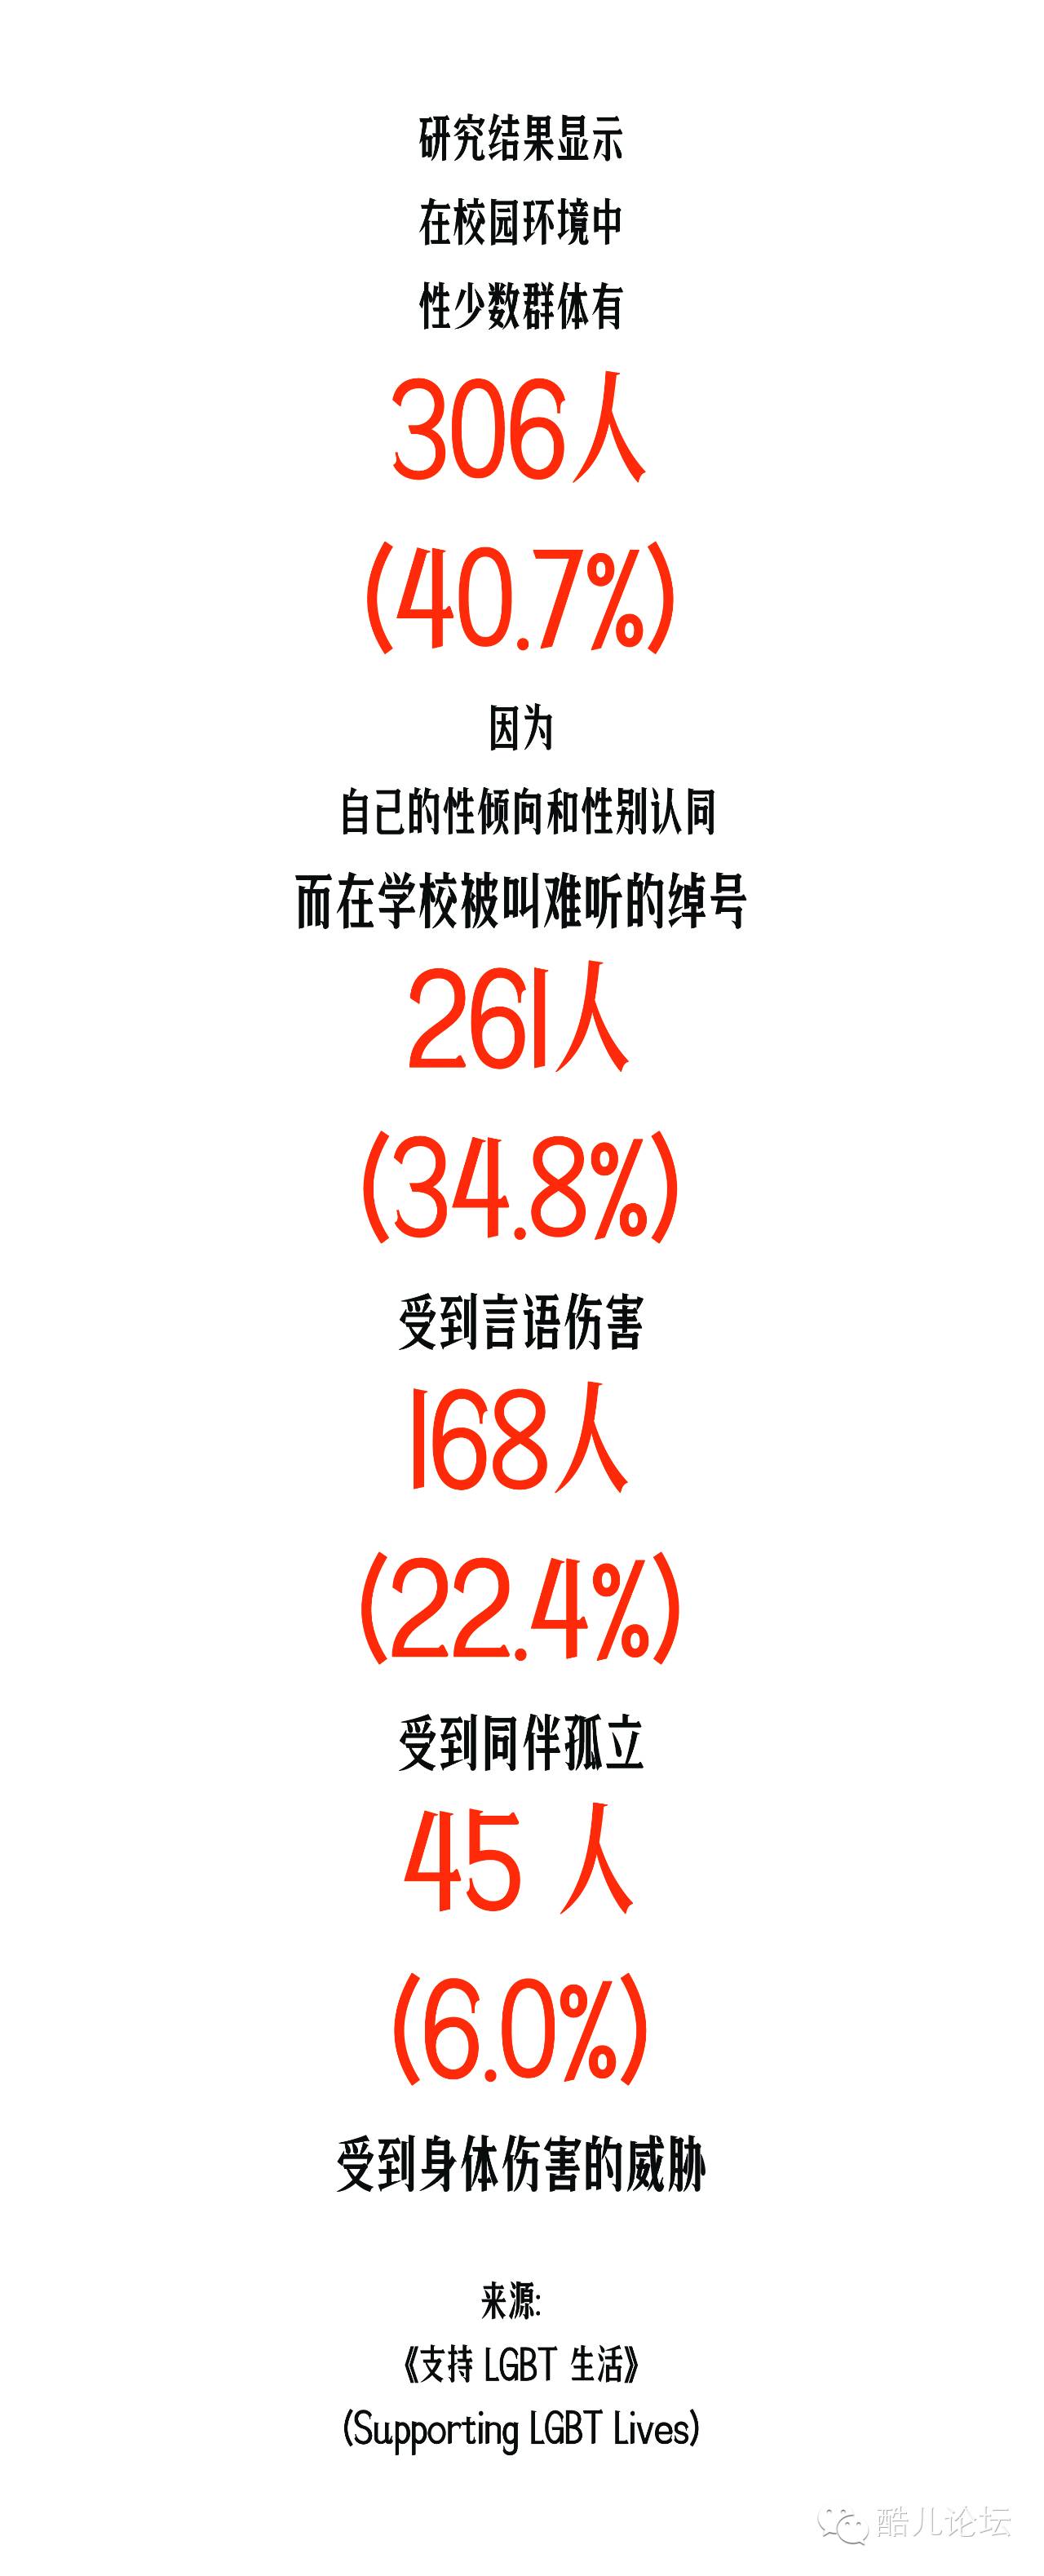 研究结果显示
在校园环境中
性少数群体有
306人
(40.7%)
因为
自己的性倾向和性别认同
而在学校被叫难听的绰号
261人
(34.8%)
受到言语伤害
168人
(22.4%)
受到同伴孤立
45 人
(6.0%)
受到身体伤害的威胁
来源:
《支持 LGBT 生活》
(Supporting LGBT Lives)
酷儿论坛